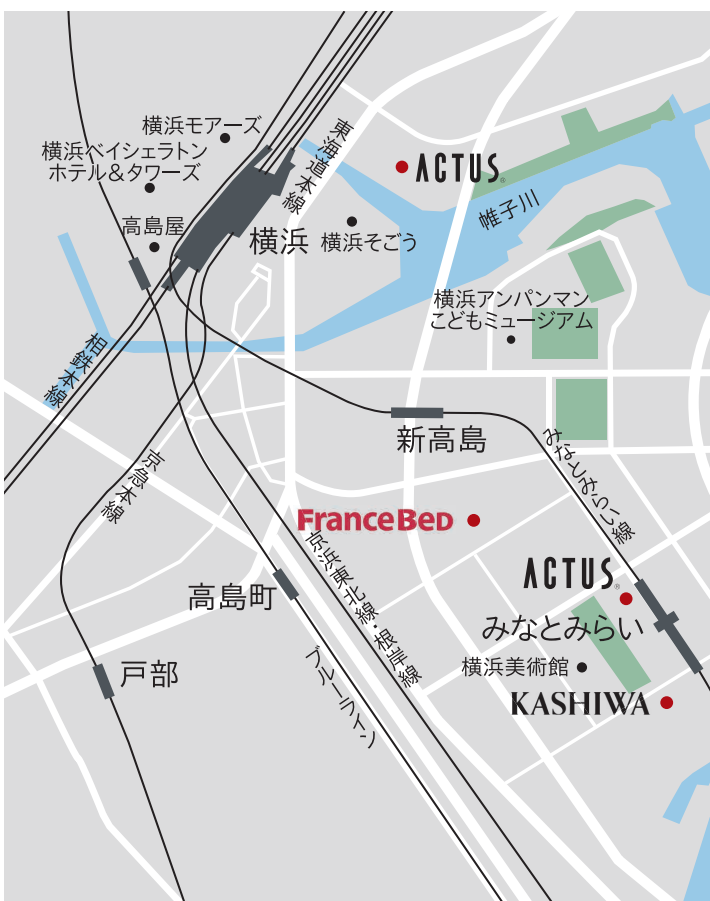 横浜モアーズ
横浜ベイシェラトン
ホテル&タワーズ
高島屋
東海道本線
ACTUS®
帷子川
横浜
横浜そごう
横浜アンパンマン
こどもミュージアム
相鉄本線
新高島
みなとみらい線
京急本線
FRANCEBED
京浜東北線・根岸線
ACTUS®
高島町
みなとみらい
戸部
ブルーライン
横浜美術館
KASHIWA